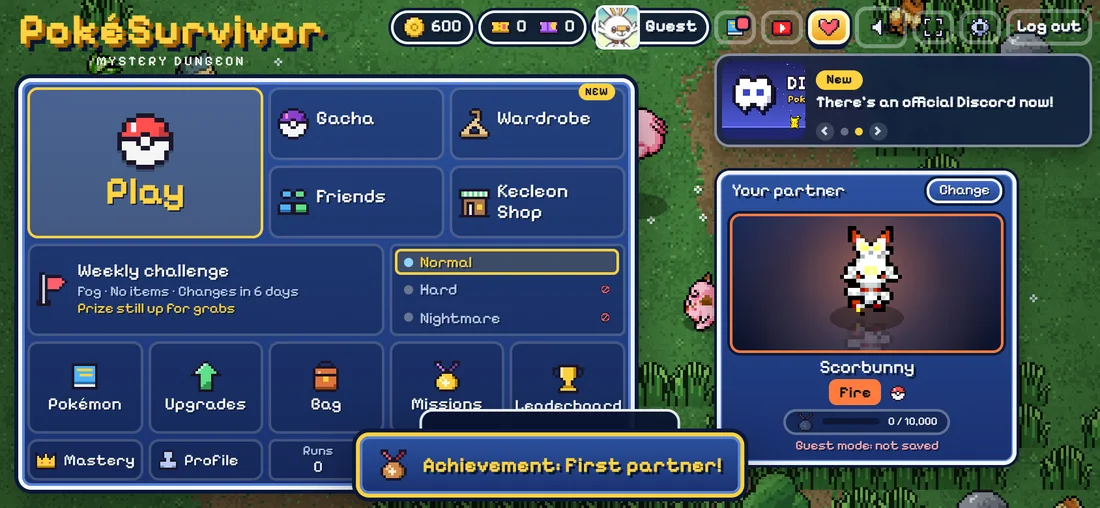 PokéSurvivor
MYSTERY DUNGEON
600
0
0
Guest
Log out
New
There's an official Discord now!
Play
Gacha
NEW
Wardrobe
Friends
Kecleon
Shop
Weekly challenge
Fog · No items · Changes in 6 days
Prize still up for grabs
Normal
Hard
Nightmare
Pokémon
Upgrades
Bag
Missions
Leaderboard
Mastery
Profile
Runs
0
Your partner
Change
Scorbunny
Fire
0 / 10,000
Guest mode: not saved
Achievement: First partner!